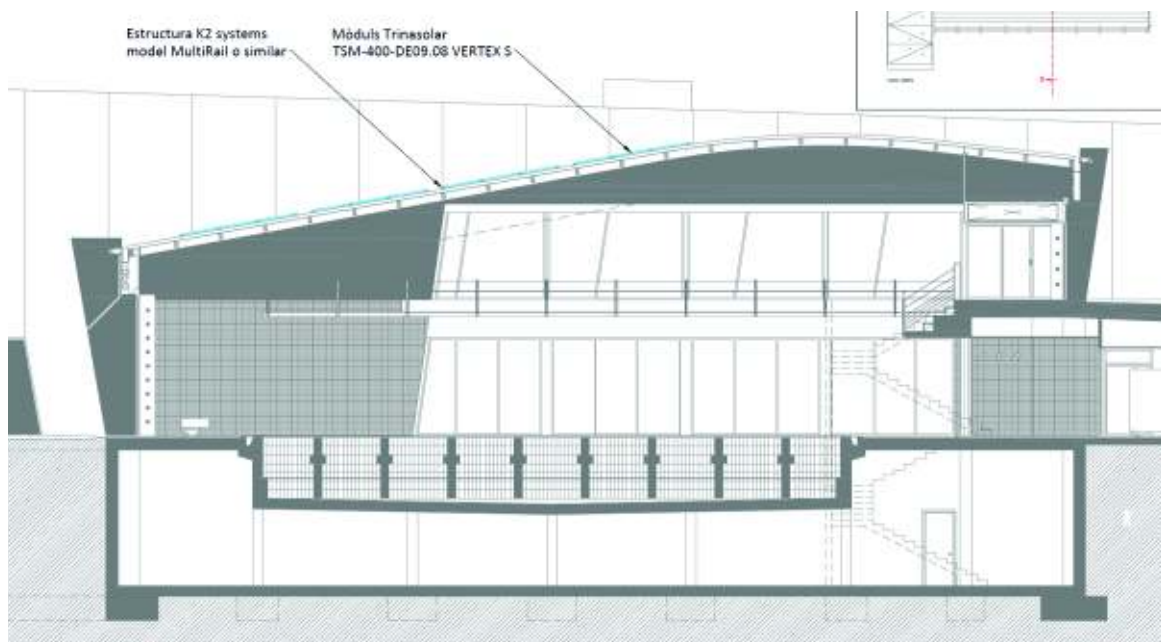 Estructura K2 systems
model MultiRail o similar
Mòduls Trinasolar
TSM-400-DE09.08 VERTEX S